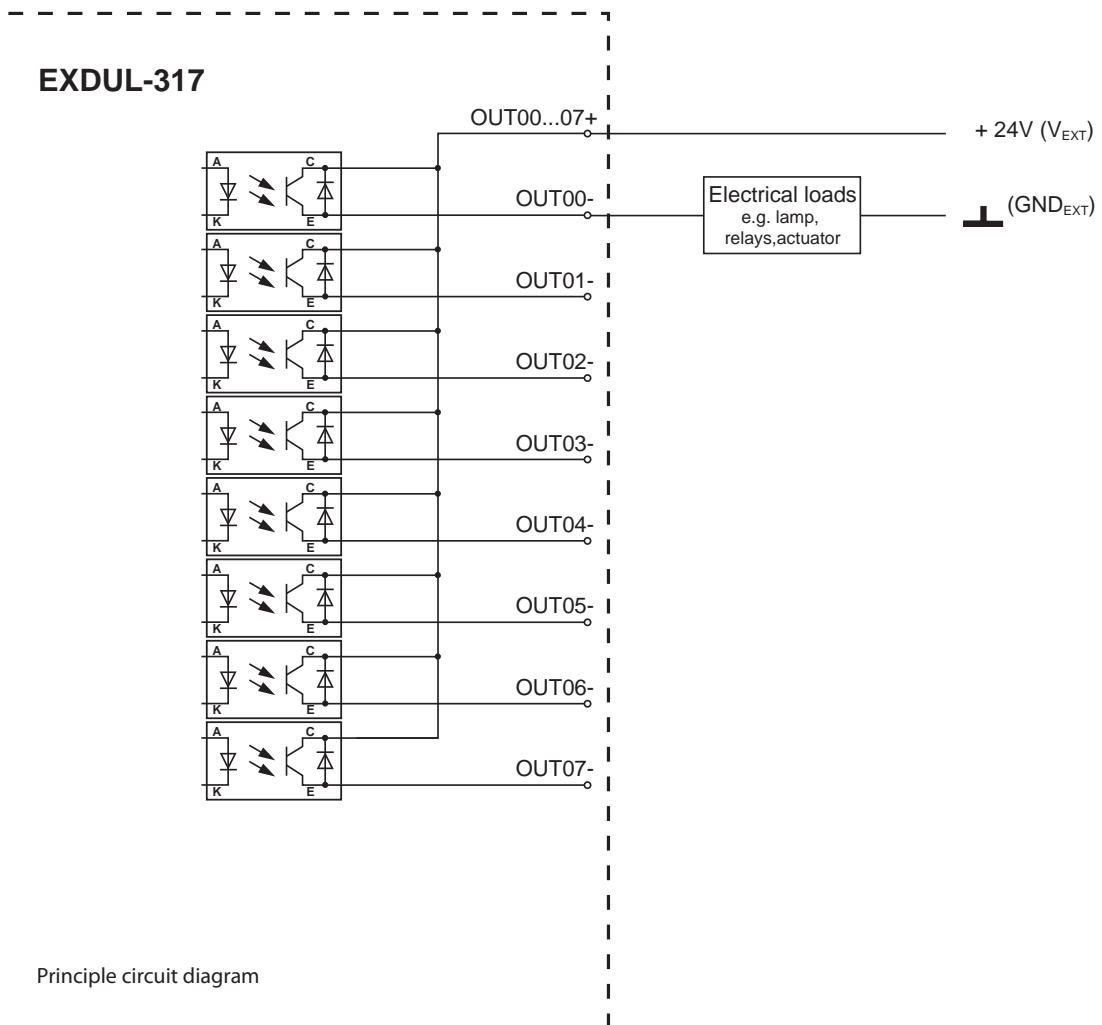 EXDUL-317
OUT00...07+
+ 24V (VEXT)
A
C
K
E
OUT00-
Electrical loads
e.g. lamp,
relays,actuator
(GNDEXT)
A
C
K
E
OUT01-
A
C
K
E
OUT02-
A
C
K
E
OUT03-
A
C
K
E
OUT04-
A
C
K
E
OUT05-
A
C
K
E
OUT06-
A
C
K
E
OUT07-
Principle circuit diagram